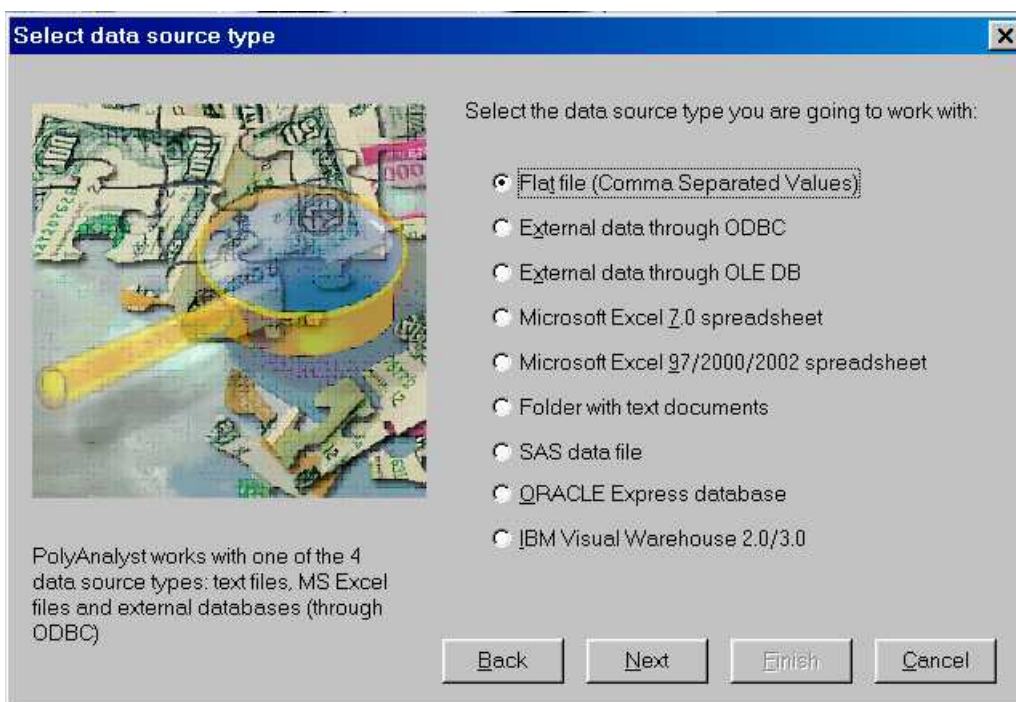 Select data source type
Select the data source type you are going to work with:
Flat file (Comma Separated Values)
External data through ODBC
External data through OLE DB
Microsoft Excel 7.0 spreadsheet
Microsoft Excel 97/2000/2002 spreadsheet
Folder with text documents
SAS data file
ORACLE Express database
IBM Visual Warehouse 2.0/3.0
PolyAnalyst works with one of the 4
data source types: text files, MS Excel
files and external databases (through
ODBC)
Back
Next
Finish
Cancel